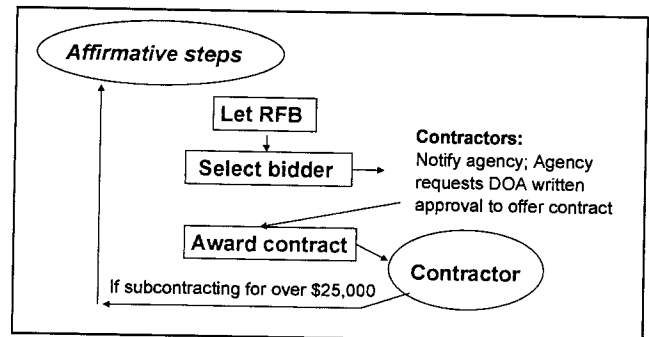 Affirmative steps
Let RFB
Select bidder
Contractors:
Notify agency; Agency
requests DOA written
approval to offer contract
Award contract
Contractor
If subcontracting for over $25,000